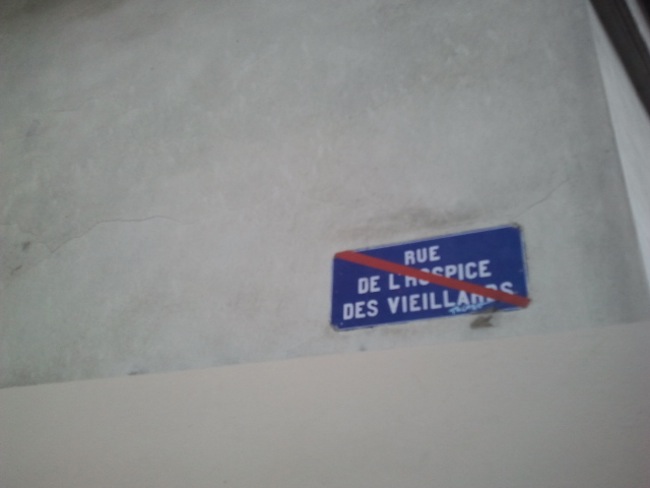 RUE
DE L'HOSPICE
DES VIEILLARDS